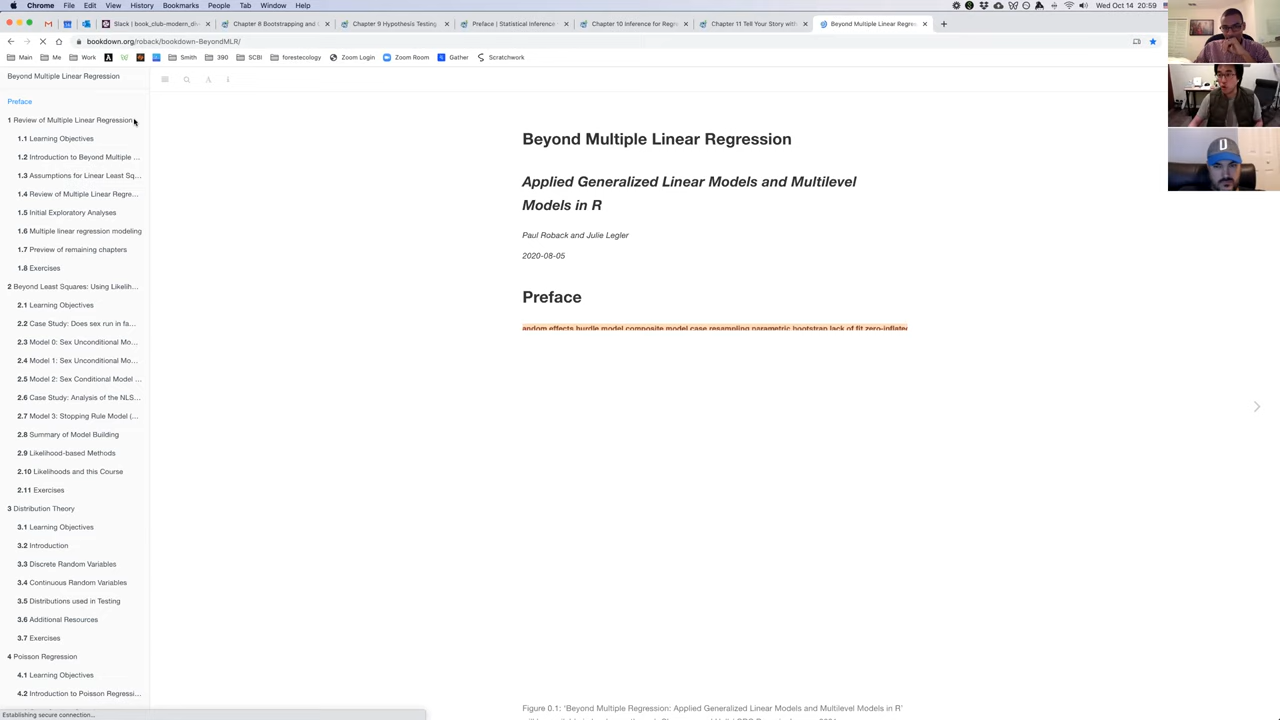 Chrome File Edit View History Bookmarks People Tab Window Help Wed Oct 14 20:59
Slack | book_club-modern_div Chapter 8 Bootstrapping and Chapter 9 Hypothesis Testing Preface | Statistical Inference Chapter 10 Inference for Regr Chapter 11 Tell Your Story with Beyond Multiple Linear Regres
bookdown.org/roback/bookdown-BeyondMLR/
Main Me Work Smith 390 SCBI forestecology Zoom Login Zoom Room Gather Scratchwork
Beyond Multiple Linear Regression
Preface
1 Review of Multiple Linear Regression
1.1 Learning Objectives
1.2 Introduction to Beyond Multiple ...
1.3 Assumptions for Linear Least Sq...
1.4 Review of Multiple Linear Regre...
1.5 Initial Exploratory Analyses
1.6 Multiple linear regression modeling
1.7 Preview of remaining chapters
1.8 Exercises
2 Beyond Least Squares: Using Likelih...
2.1 Learning Objectives
2.2 Case Study: Does sex run in fa...
2.3 Model 0: Sex Unconditional Mo...
2.4 Model 1: Sex Unconditional Mo...
2.5 Model 2: Sex Conditional Model ...
2.6 Case Study: Analysis of the NLS...
2.7 Model 3: Stopping Rule Model (...
2.8 Summary of Model Building
2.9 Likelihood-based Methods
2.10 Likelihoods and this Course
2.11 Exercises
3 Distribution Theory
3.1 Learning Objectives
3.2 Introduction
3.3 Discrete Random Variables
3.4 Continuous Random Variables
3.5 Distributions used in Testing
3.6 Additional Resources
3.7 Exercises
4 Poisson Regression
4.1 Learning Objectives
4.2 Introduction to Poisson Regressi...
Establishing secure connection...
Beyond Multiple Linear Regression
Applied Generalized Linear Models and Multilevel
Models in R
Paul Roback and Julie Legler
2020-08-05
Preface
andom effects hurdle model composite model case resampling parametric bootstrap lack of fit zero-inflated
Figure 0.1: 'Beyond Multiple Regression: Applied Generalized Linear Models and Multilevel Models in R'